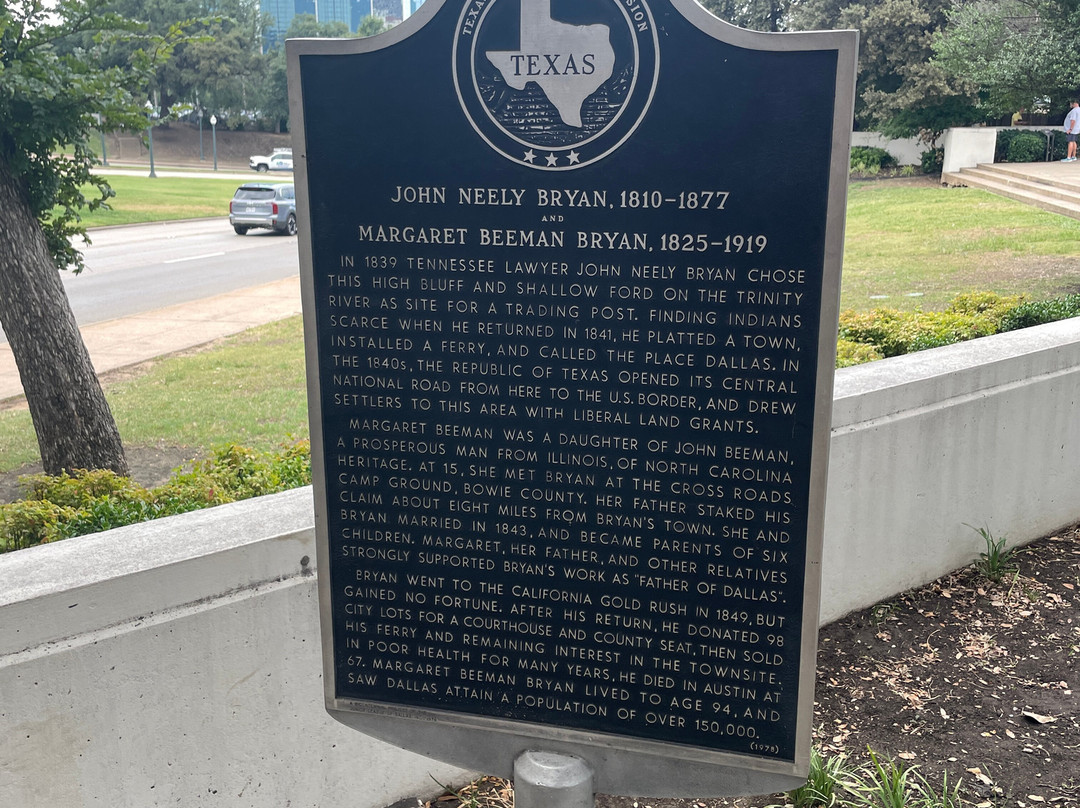 TEXAS
SION
TEXAS
JOHN NEELY BRYAN, 1810–1877
AND
MARGARET BEEMAN BRYAN, 1825–1919
IN 1839 TENNESSEE LAWYER JOHN NEELY BRYAN CHOSE
THIS HIGH BLUFF AND SHALLOW FORD ON THE TRINITY
RIVER AS SITE FOR A TRADING POST. FINDING INDIANS
SCARCE WHEN HE RETURNED IN 1841, HE PLATTED A TOWN,
INSTALLED A FERRY, AND CALLED THE PLACE DALLAS. IN
THE 1840s, THE REPUBLIC OF TEXAS OPENED ITS CENTRAL
NATIONAL ROAD FROM HERE TO THE U.S. BORDER, AND DREW
SETTLERS TO THIS AREA WITH LIBERAL LAND GRANTS.
MARGARET BEEMAN WAS A DAUGHTER OF JOHN BEEMAN,
A PROSPEROUS MAN FROM ILLINOIS, OF NORTH CAROLINA
HERITAGE. AT 15, SHE MET BRYAN AT THE CROSS ROADS
CAMP GROUND, BOWIE COUNTY. HER FATHER STAKED HIS
CLAIM ABOUT EIGHT MILES FROM BRYAN'S TOWN. SHE AND
BRYAN MARRIED IN 1843, AND BECAME PARENTS OF SIX
CHILDREN. MARGARET, HER FATHER, AND OTHER RELATIVES
STRONGLY SUPPORTED BRYAN'S WORK AS "FATHER OF DALLAS".
BRYAN WENT TO THE CALIFORNIA GOLD RUSH IN 1849, BUT
GAINED NO FORTUNE. AFTER HIS RETURN, HE DONATED 98
CITY LOTS FOR A COURTHOUSE AND COUNTY SEAT, THEN SOLD
HIS FERRY AND REMAINING INTEREST IN THE TOWNSITE.
IN POOR HEALTH FOR MANY YEARS, HE DIED IN AUSTIN AT
67. MARGARET BEEMAN BRYAN LIVED TO AGE 94, AND
SAW DALLAS ATTAIN A POPULATION OF OVER 150,000.
(1978)